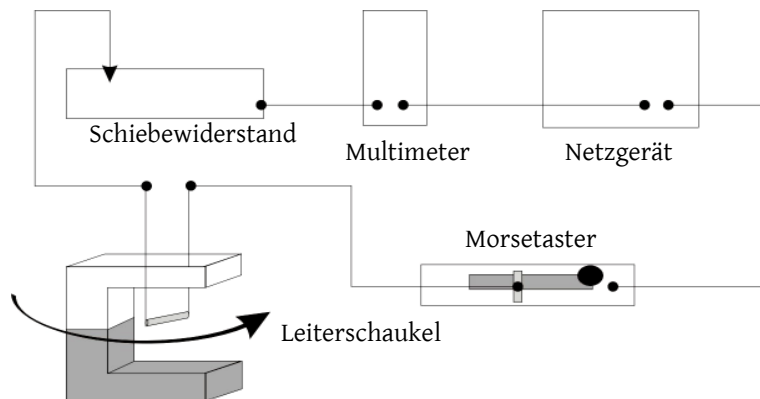 Schiebewiderstand
Multimeter
Netzgerät
Morsetaster
Leiterschaukel